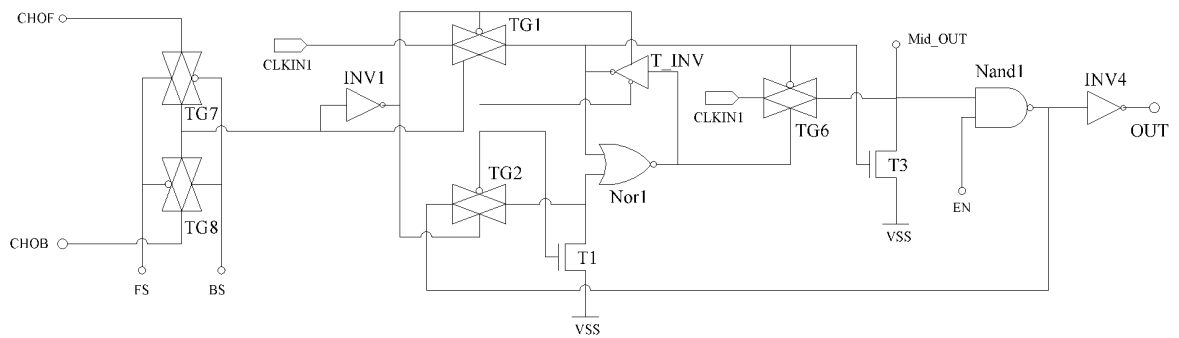 CHOF
TG1
CLKIN1
T_INV
Mid_OUT
INV1
Nand1
INV4
TG7
CLKIN1
TG6
OUT
TG2
T3
Nor1
TG8
EN
CHOB
VSS
T1
FS
BS
VSS